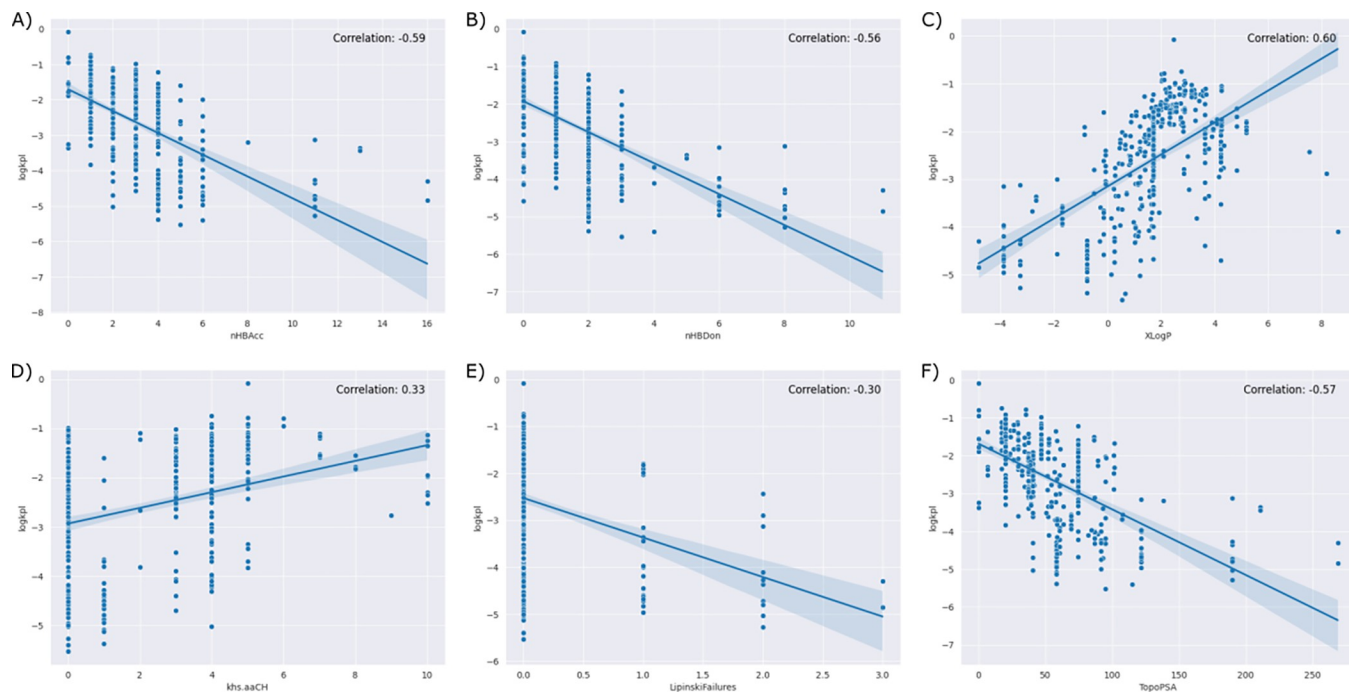 A)
Correlation: -0.59
0
−1
−2
−3
−4
−5
−6
−7
−8
logkpl
0 2 4 6 8 10 12 14 16
nHBAcc
B)
Correlation: -0.56
0
−1
−2
−3
−4
−5
−6
−7
logkpl
0 2 4 6 8 10
nHBDon
C)
Correlation: 0.60
0
−1
−2
−3
−4
−5
logkpl
−4 −2 0 2 4 6 8
XLogP
D)
Correlation: 0.33
0
−1
−2
−3
−4
−5
logkpl
0 2 4 6 8 10
khs.aaCH
E)
Correlation: -0.30
0
−1
−2
−3
−4
−5
−6
logkpl
0.0 0.5 1.0 1.5 2.0 2.5 3.0
LipinskiFailures
F)
Correlation: -0.57
0
−1
−2
−3
−4
−5
−6
−7
logkpl
0 50 100 150 200 250
TopoPSA